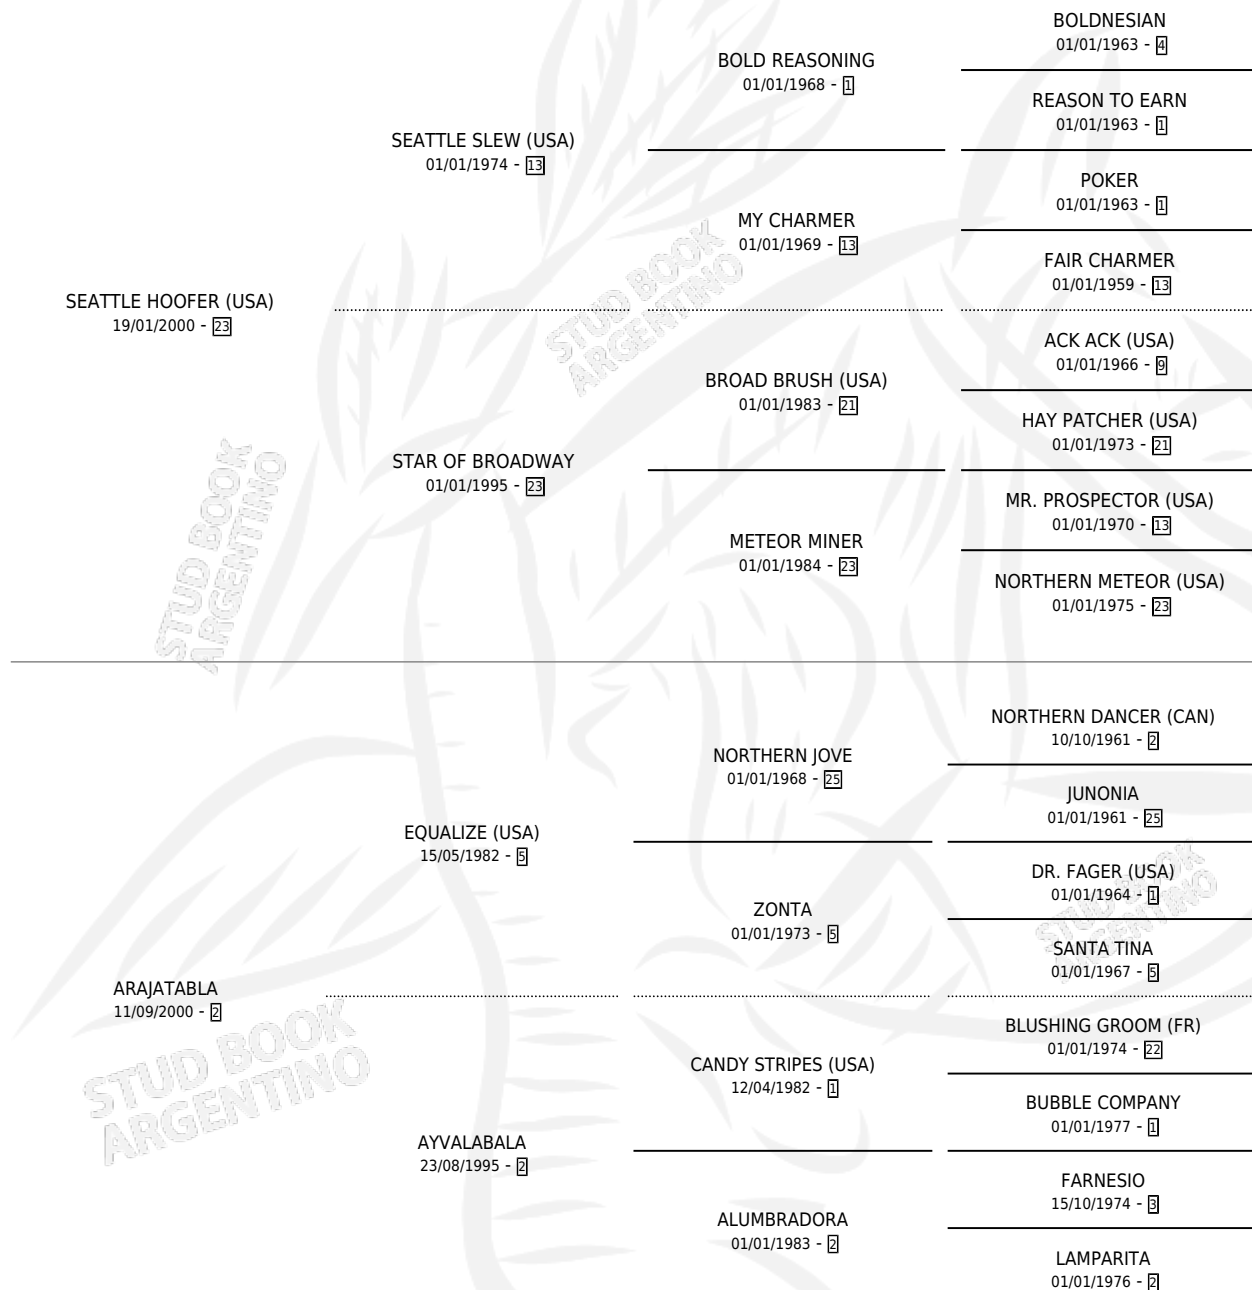 BOLDNESIAN
01/01/1963 - 4
BOLD REASONING
01/01/1968 - 1
REASON TO EARN
01/01/1963 - 1
SEATTLE SLEW (USA)
01/01/1974 - 13
POKER
01/01/1963 - 1
MY CHARMER
01/01/1969 - 13
FAIR CHARMER
01/01/1959 - 13
SEATTLE HOOFER (USA)
19/01/2000 - 23
ACK ACK (USA)
01/01/1966 - 9
BROAD BRUSH (USA)
01/01/1983 - 21
HAY PATCHER (USA)
01/01/1973 - 21
STAR OF BROADWAY
01/01/1995 - 23
MR. PROSPECTOR (USA)
01/01/1970 - 13
METEOR MINER
01/01/1984 - 23
NORTHERN METEOR (USA)
01/01/1975 - 23
NORTHERN DANCER (CAN)
10/10/1961 - 2
NORTHERN JOVE
01/01/1968 - 25
JUNONIA
01/01/1961 - 25
EQUALIZE (USA)
15/05/1982 - 5
DR. FAGER (USA)
01/01/1964 - 1
ZONTA
01/01/1973 - 5
SANTA TINA
01/01/1967 - 5
ARAJATABLA
11/09/2000 - 2
BLUSHING GROOM (FR)
01/01/1974 - 22
CANDY STRIPES (USA)
12/04/1982 - 1
BUBBLE COMPANY
01/01/1977 - 1
AYVALABALA
23/08/1995 - 2
FARNESIO
15/10/1974 - 3
ALUMBRADORA
01/01/1983 - 2
LAMPARITA
01/01/1976 - 2
STUD BOOK
ARGENTINO
STUD BOOK
ARGENTINO
STUD BOOK
ARGENTINO
STUD BOOK
ARGENTINO